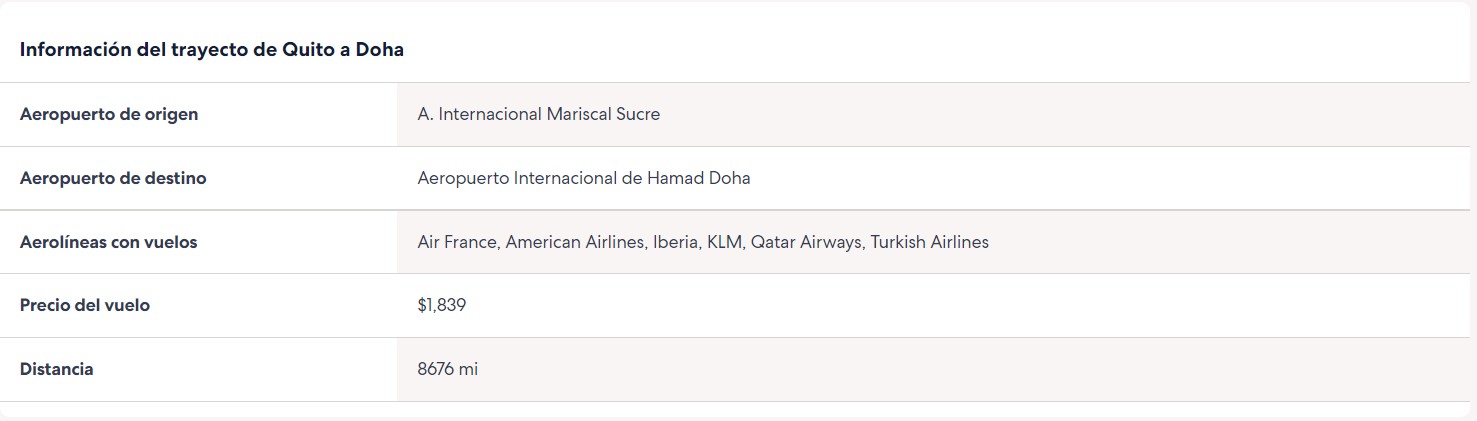 Información del trayecto de Quito a Doha
Aeropuerto de origen A. Internacional Mariscal Sucre
Aeropuerto de destino Aeropuerto Internacional de Hamad Doha
Aerolíneas con vuelos Air France, American Airlines, Iberia, KLM, Qatar Airways, Turkish Airlines
Precio del vuelo $1,839
Distancia 8676 mi